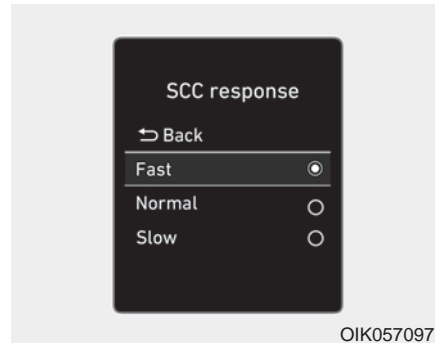 SCC response
Back
Fast
Normal
Slow
OIK057097